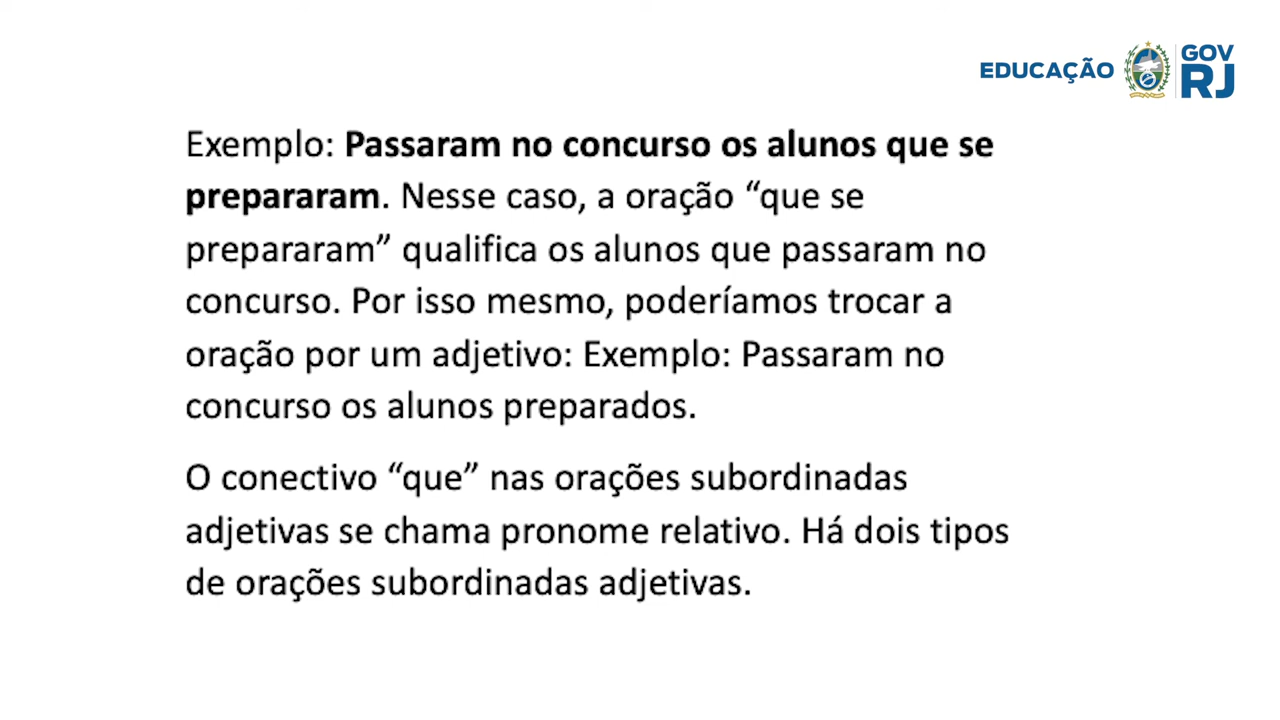 EDUCAÇÃO
GOV
RJ
Exemplo: Passaram no concurso os alunos que se
prepararam. Nesse caso, a oração “que se
prepararam” qualifica os alunos que passaram no
concurso. Por isso mesmo, poderíamos trocar a
oração por um adjetivo: Exemplo: Passaram no
concurso os alunos preparados.
O conectivo “que” nas orações subordinadas
adjetivas se chama pronome relativo. Há dois tipos
de orações subordinadas adjetivas.